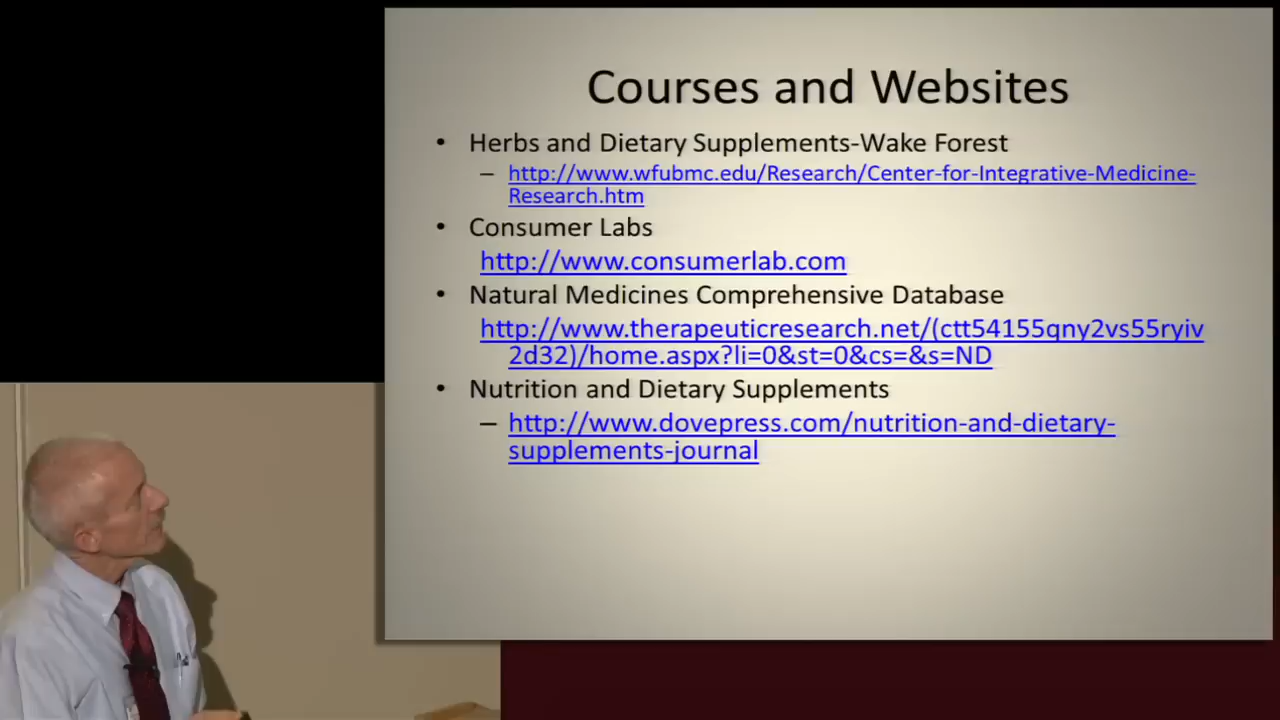 Courses and Websites
• Herbs and Dietary Supplements-Wake Forest
– http://www.wfubmc.edu/Research/Center-for-Integrative-Medicine-
Research.htm
• Consumer Labs
http://www.consumerlab.com
• Natural Medicines Comprehensive Database
http://www.therapeuticresearch.net/(ctt54155qny2vs55ryiv
2d32)/home.aspx?li=0&st=0&cs=&s=ND
• Nutrition and Dietary Supplements
– http://www.dovepress.com/nutrition-and-dietary-
supplements-journal